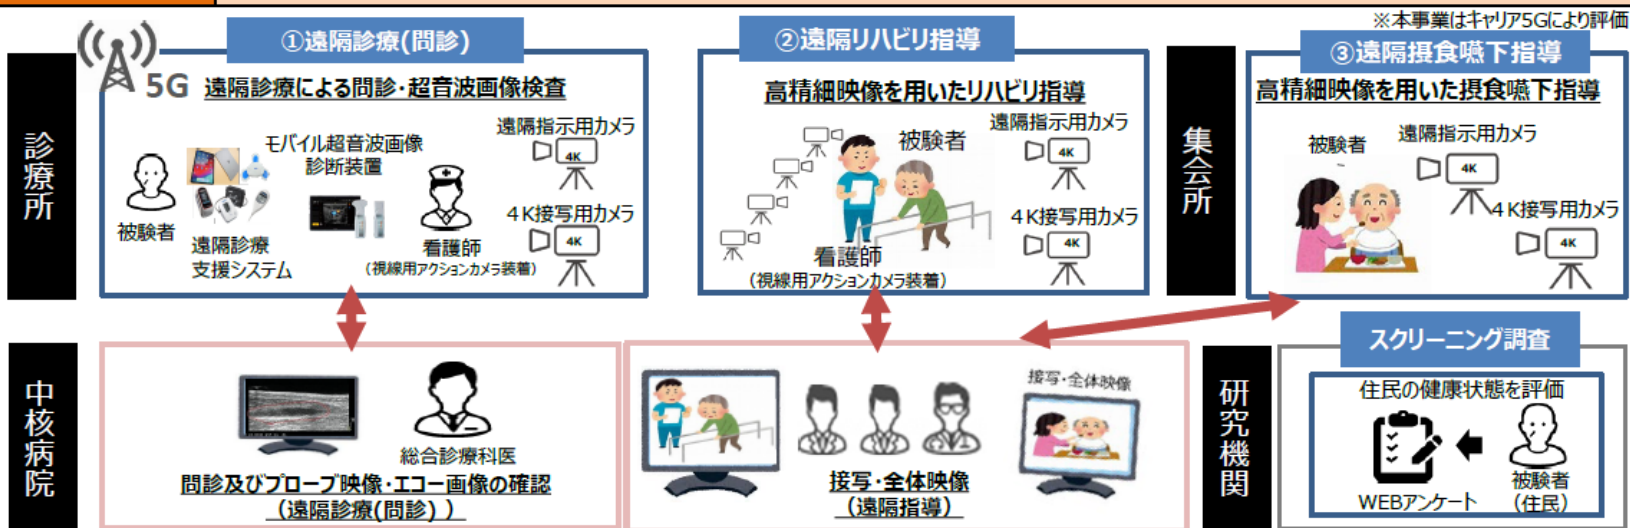 ※本事業はキャリア5Gにより評価
診療所
5G
①遠隔診療(問診)
遠隔診療による問診・超音波画像検査
被験者
遠隔診療
支援システム
モバイル超音波画像
診断装置
看護師
(視線用アクションカメラ装着)
遠隔指示用カメラ
4K
4K接写用カメラ
4K
②遠隔リハビリ指導
高精細映像を用いたリハビリ指導
被験者
看護師
(視線用アクションカメラ装着)
遠隔指示用カメラ
4K
4K接写用カメラ
4K
集会所
③遠隔摂食嚥下指導
高精細映像を用いた摂食嚥下指導
被験者
遠隔指示用カメラ
4K
4K接写用カメラ
4K
中核病院
総合診療科医
問診及びプローブ映像・エコー画像の確認
(遠隔診療(問診) )
接写・全体映像
(遠隔指導)
接写・全体映像
研究機関
スクリーニング調査
住民の健康状態を評価
WEBアンケート
被験者
(住民)